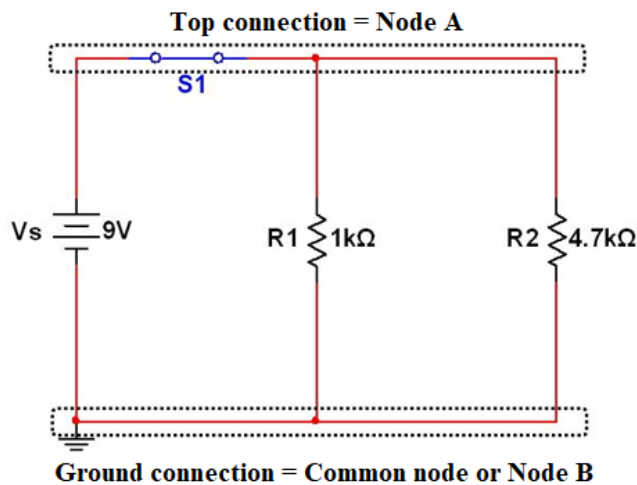 Top connection = Node A
S1
Vs 9V
R1 1kΩ
R2 4.7kΩ
Ground connection = Common node or Node B